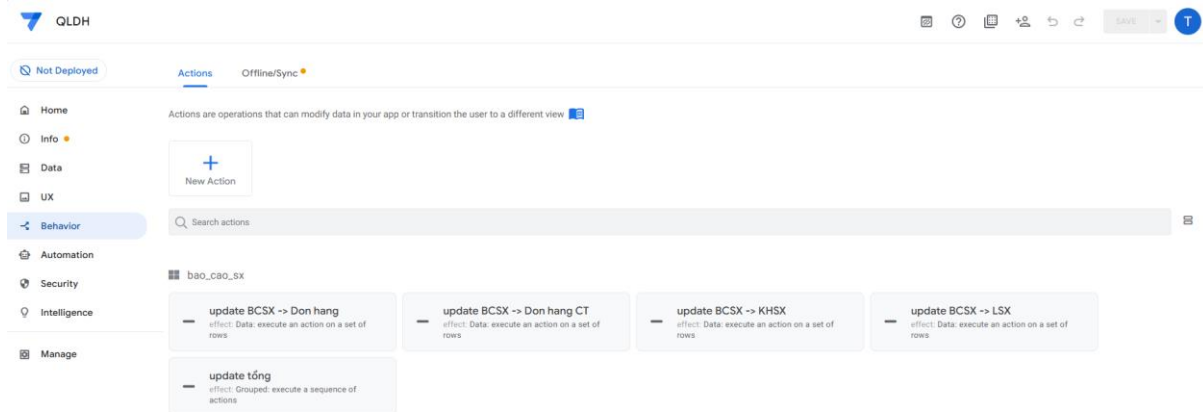 QLDH
SAVE
T
Not Deployed
Actions Offline/Sync
Home
Info
Data
UX
Behavior
Automation
Security
Intelligence
Manage
Actions are operations that can modify data in your app or transition the user to a different view
New Action
Search actions
bao_cao_sx
update BCSX -> Don hang
effect: Data: execute an action on a set of
rows
update BCSX -> Don hang CT
effect: Data: execute an action on a set of
rows
update BCSX -> KHSX
effect: Data: execute an action on a set of
rows
update BCSX -> LSX
effect: Data: execute an action on a set of
rows
update tổng
effect: Grouped: execute a sequence of
actions